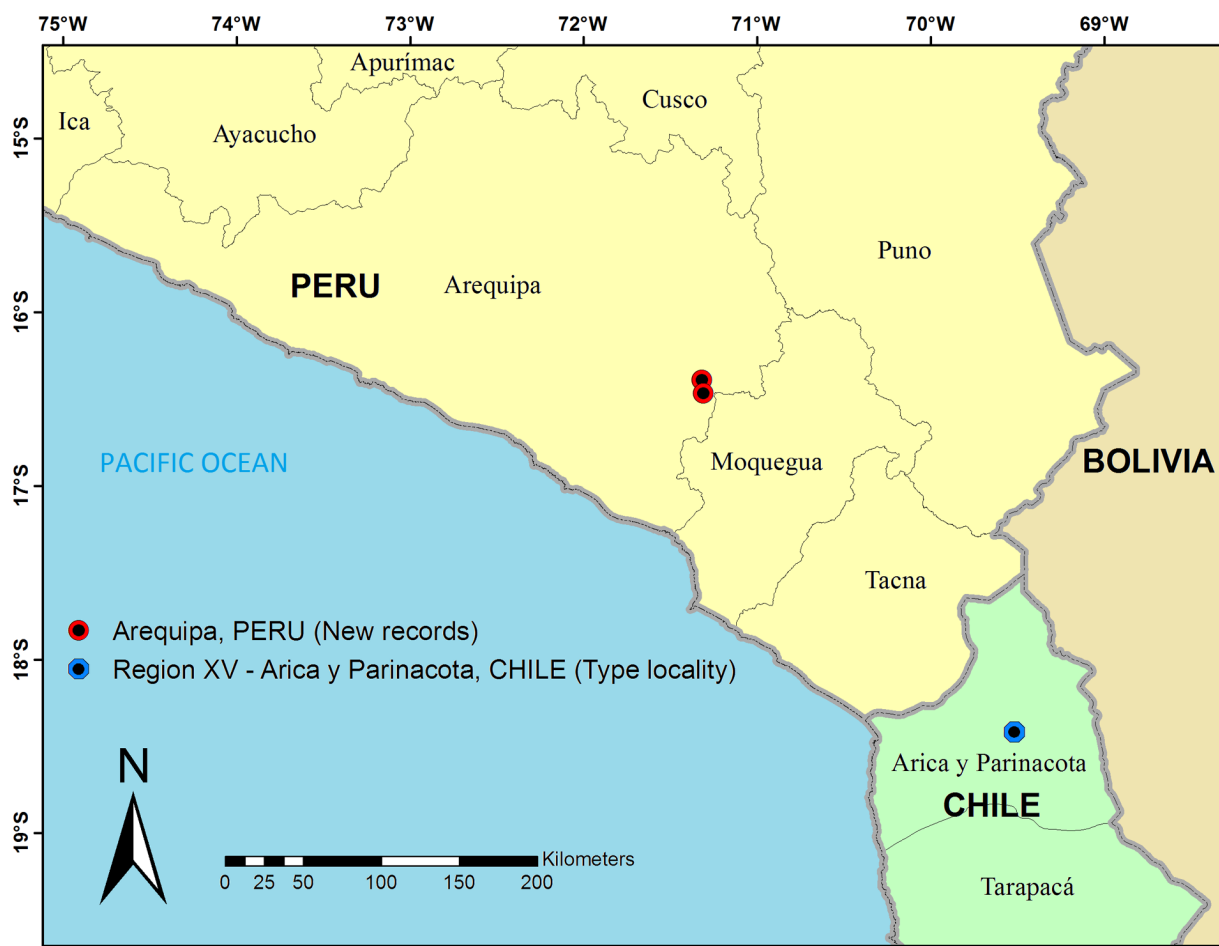 75°W 74°W 73°W 72°W 71°W 70°W 69°W
Apurímac
Cusco
Ica
Ayacucho
15°S
Puno
PERU
Arequipa
16°S
PACIFIC OCEAN
Moquegua
BOLIVIA
17°S
Tacna
Arequipa, PERU (New records)
18°S
Region XV - Arica y Parinacota, CHILE (Type locality)
N
Arica y Parinacota
CHILE
19°S
Kilometers
0 25 50 100 150 200
Tarapacá